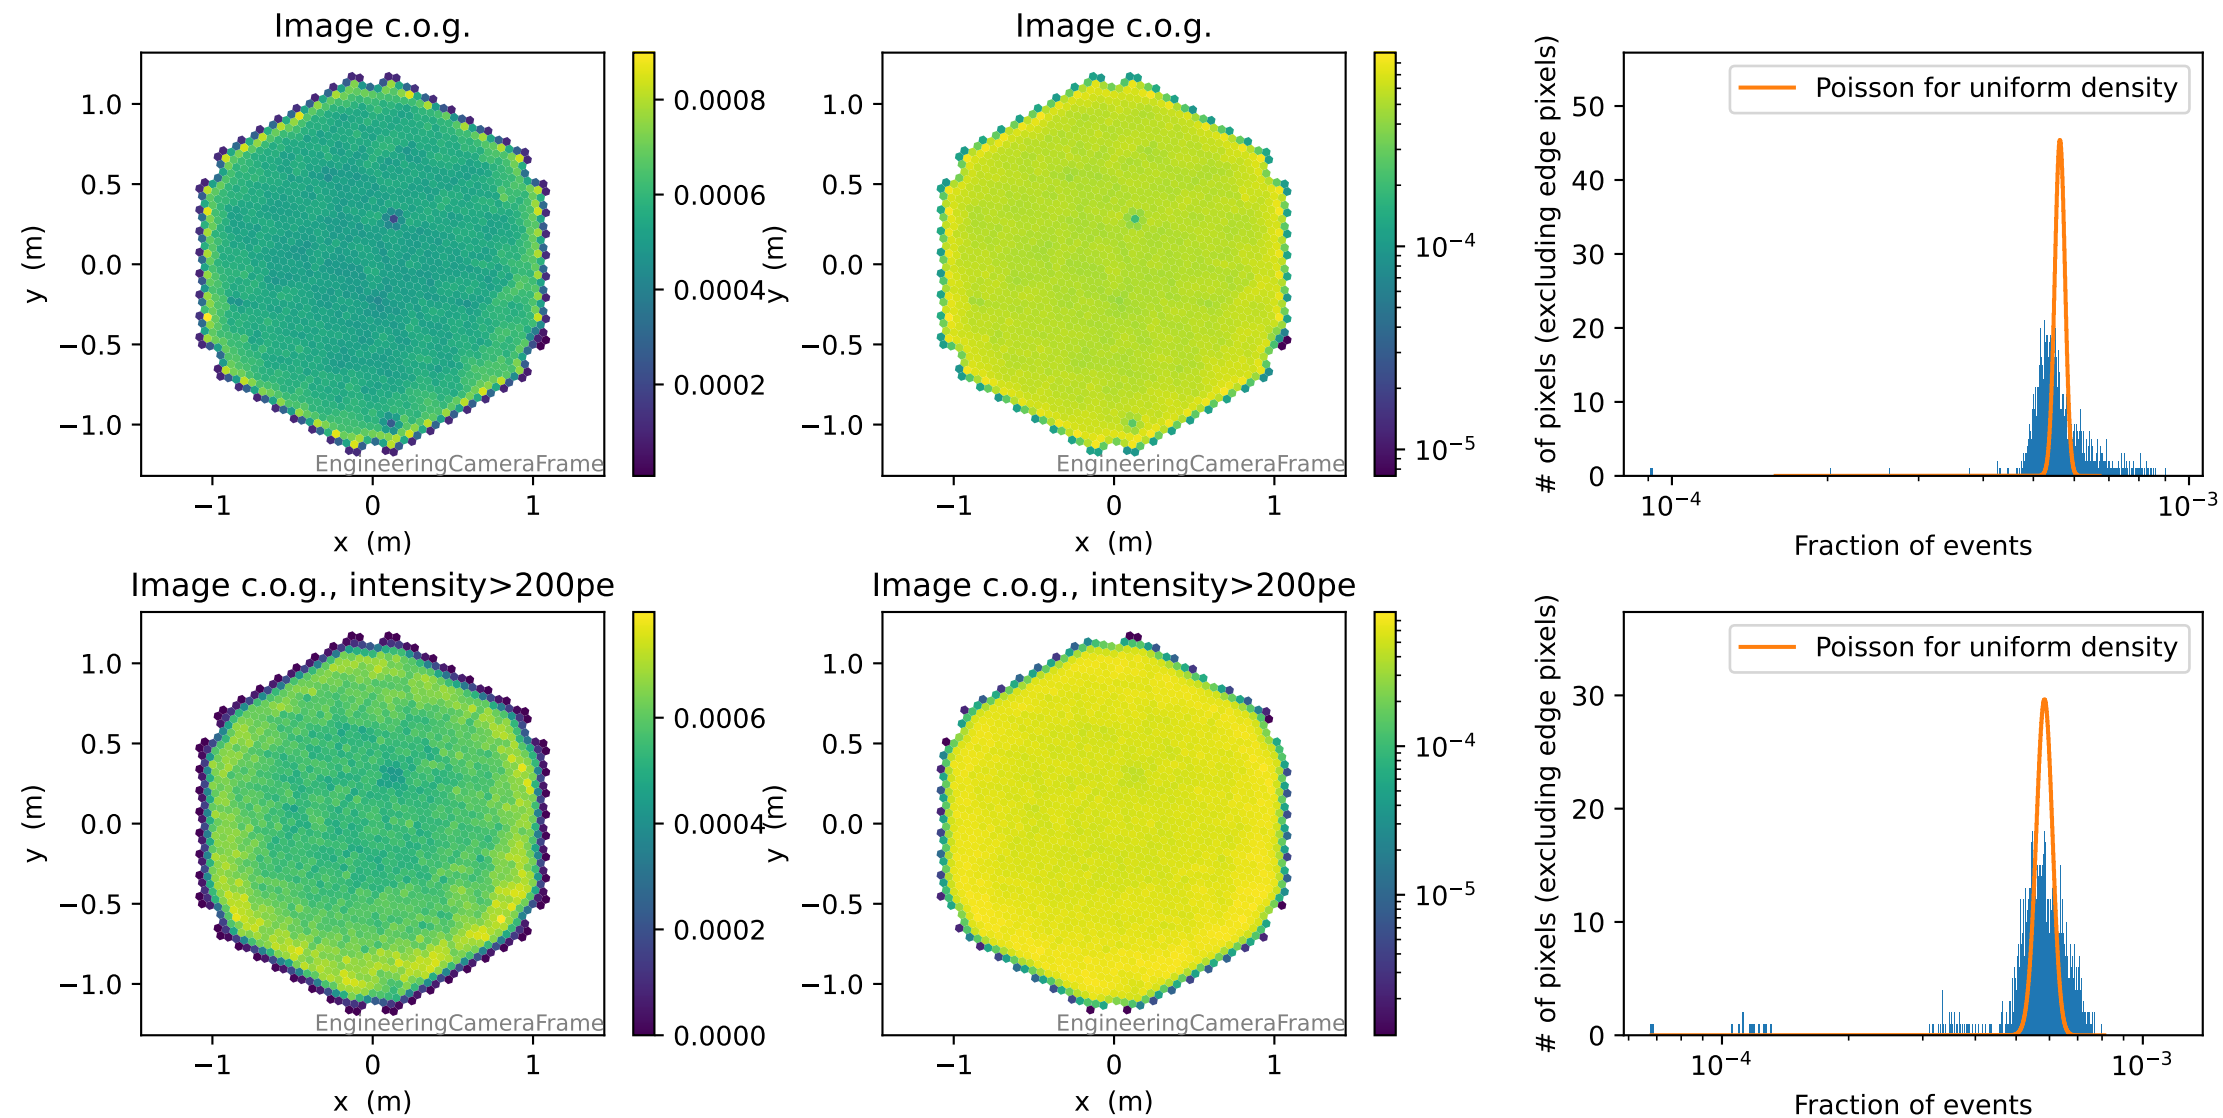 Image c.o.g.
1.0
0.5
0.0
−0.5
−1.0
y (m)
−1
0
1
x (m)
EngineeringCameraFrame
0.0008
0.0006
0.0004
0.0002
Image c.o.g.
1.0
0.5
0.0
−0.5
−1.0
y (m)
−1
0
1
x (m)
EngineeringCameraFrame
10⁻⁴
10⁻⁵
# of pixels (excluding edge pixels)
50
40
30
20
10
0
Poisson for uniform density
10⁻⁴
10⁻³
Fraction of events
Image c.o.g., intensity>200pe
1.0
0.5
0.0
−0.5
−1.0
y (m)
−1
0
1
x (m)
EngineeringCameraFrame
0.0006
0.0004
0.0002
0.0000
Image c.o.g., intensity>200pe
1.0
0.5
0.0
−0.5
−1.0
y (m)
−1
0
1
x (m)
EngineeringCameraFrame
10⁻⁴
10⁻⁵
# of pixels (excluding edge pixels)
30
20
10
0
Poisson for uniform density
10⁻⁴
10⁻³
Fraction of events